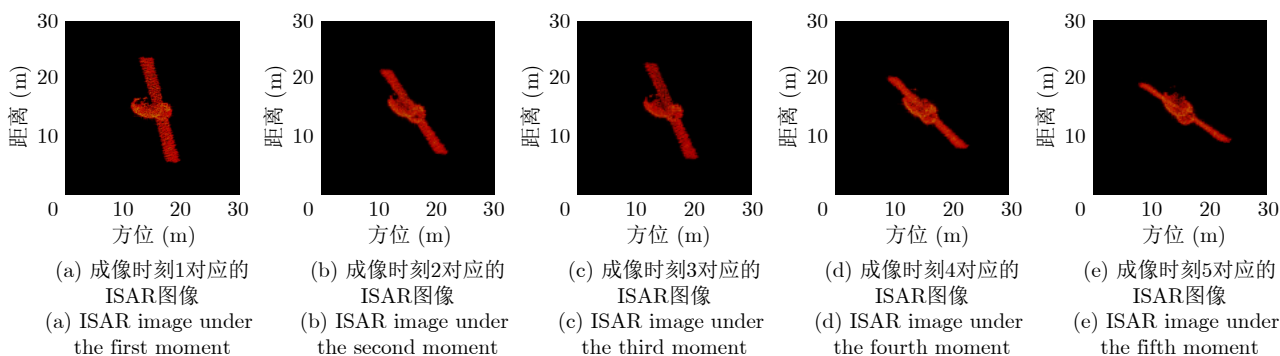 30
20
10
0
距离 (m)
10 20 30
方位 (m)
(a) 成像时刻1对应的
ISAR图像
(a) ISAR image under
the first moment
30
20
10
0
距离 (m)
10 20 30
方位 (m)
(b) 成像时刻2对应的
ISAR图像
(b) ISAR image under
the second moment
30
20
10
0
距离 (m)
10 20 30
方位 (m)
(c) 成像时刻3对应的
ISAR图像
(c) ISAR image under
the third moment
30
20
10
0
距离 (m)
10 20 30
方位 (m)
(d) 成像时刻4对应的
ISAR图像
(d) ISAR image under
the fourth moment
30
20
10
0
距离 (m)
10 20 30
方位 (m)
(e) 成像时刻5对应的
ISAR图像
(e) ISAR image under
the fifth moment